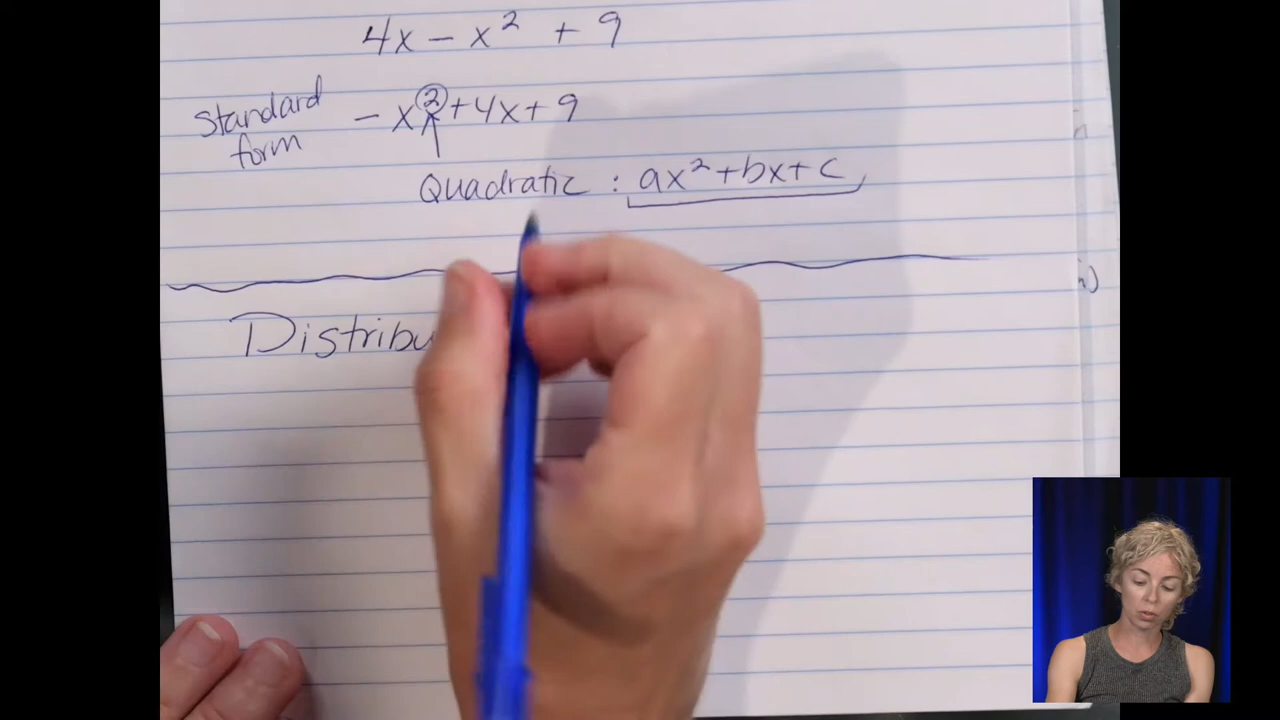 4x - x² + 9
Standard form
- x² + 4x + 9
Quadratic : ax² + bx + c
Distribu